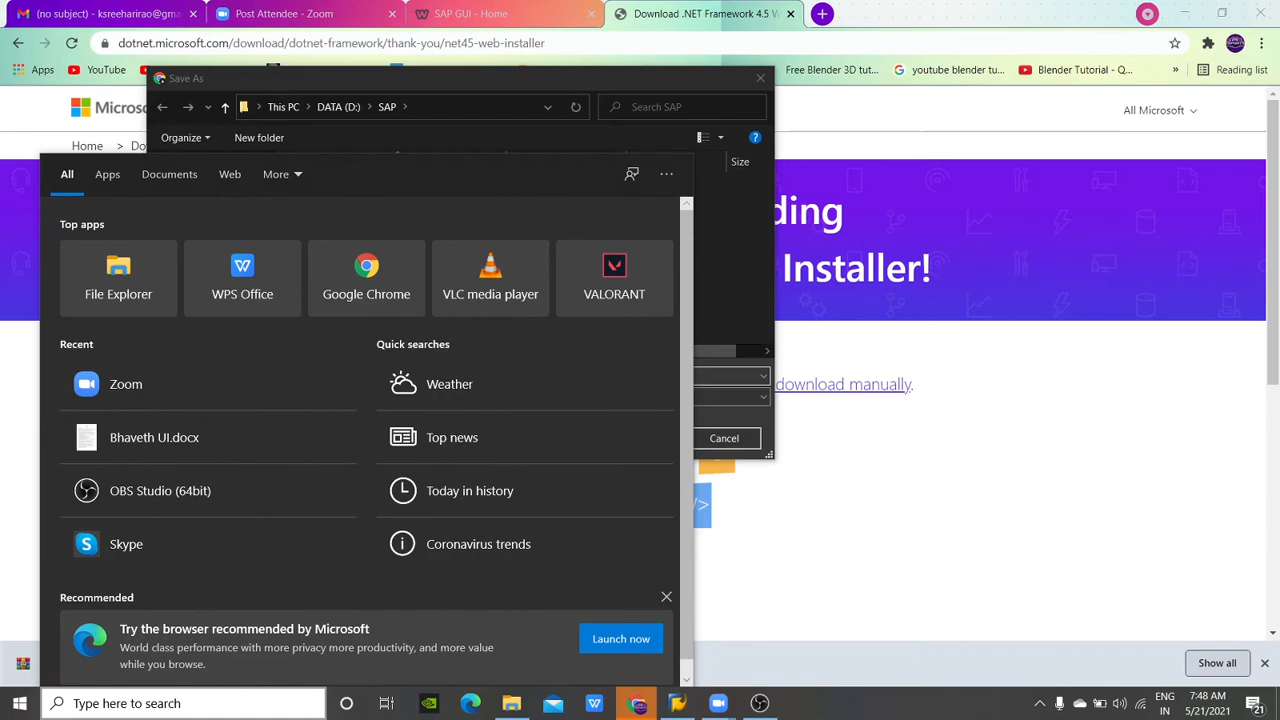 (no subject) - ksreeharirao@gma
Post Attendee - Zoom
SAP GUI - Home
Download .NET Framework 4.5 W
dotnet.microsoft.com/download/dotnet-framework/thank-you/net45-web-installer
Apps
YouTube
Free Blender 3D tut...
youtube blender tu...
Blender Tutorial - Q...
Reading list
Save As
This PC
DATA (D:)
SAP
Search SAP
Organize
New folder
Size
All Microsoft
Home
All
Apps
Documents
Web
More
ding
Installer!
Top apps
File Explorer
WPS Office
Google Chrome
VLC media player
VALORANT
Recent
Quick searches
Zoom
Weather
download manually.
Bhaveth UI.docx
Top news
Cancel
OBS Studio (64bit)
Today in history
Skype
Coronavirus trends
Recommended
Try the browser recommended by Microsoft
World class performance with more privacy more productivity, and more value
while you browse.
Launch now
Show all
Type here to search
ENG
IN
7:48 AM
5/21/2021
21